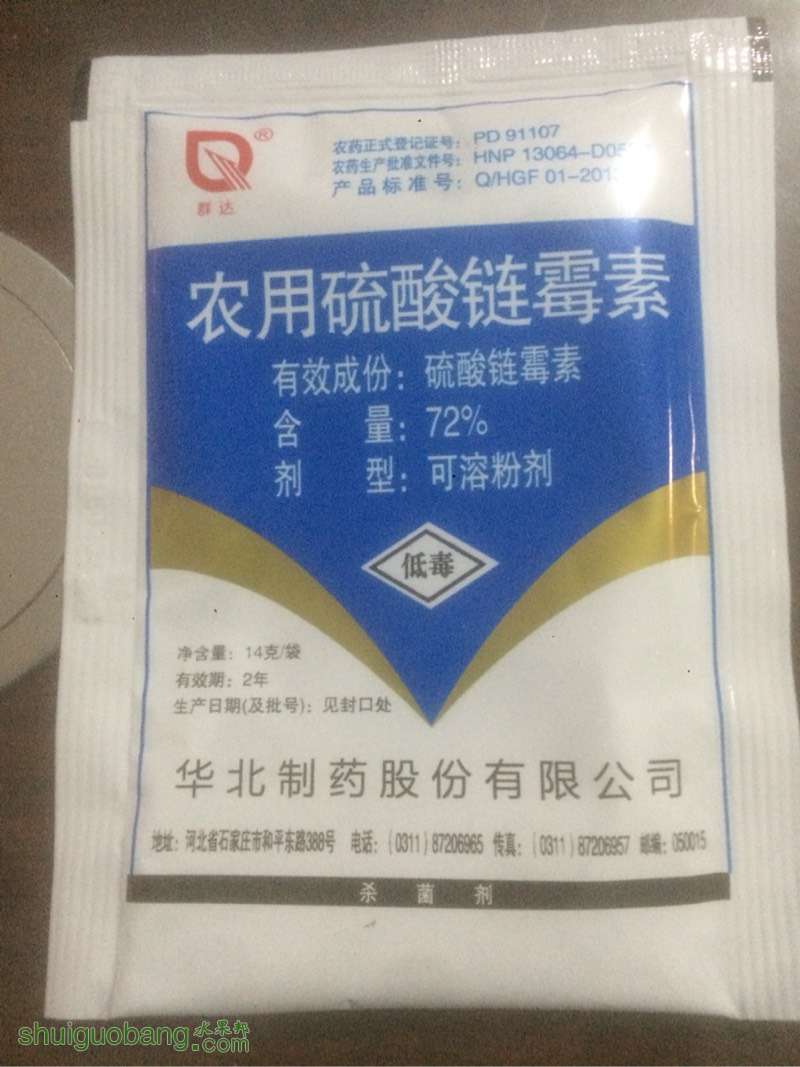 群达
农药正式登记证号：PD 91107
农药生产批准文件号：HNP 13064-D05
产品标准号：Q/HGF 01-201
农用硫酸链霉素
有效成份：硫酸链霉素
含 量：72%
剂 型：可溶粉剂
低毒
净含量：14克/袋
有效期：2年
生产日期(及批号)：见封口处
华北制药股份有限公司
地址：河北省石家庄市和平东路388号 电话：(0311)87206965 传真：(0311)87206957 邮编：050015
杀菌剂
shuiguobang.com 水果邦